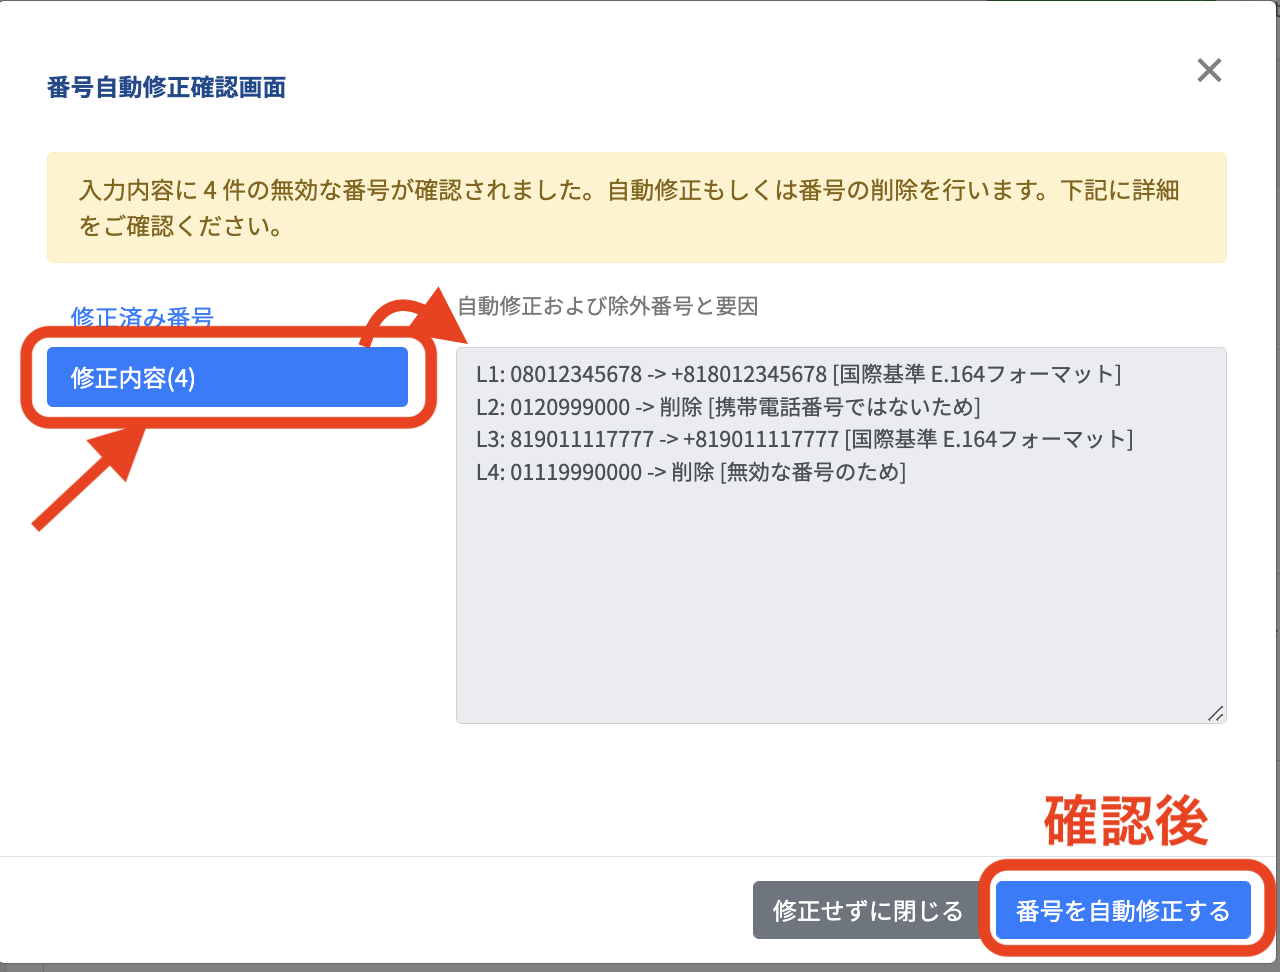 番号自動修正確認画面
入力内容に 4 件の無効な番号が確認されました。自動修正もしくは番号の削除を行います。下記に詳細
をご確認ください。
修正済み番号
修正内容(4)
自動修正および除外番号と要因
L1: 08012345678 -> +818012345678 [国際基準 E.164フォーマット]
L2: 0120999000 -> 削除 [携帯電話番号ではないため]
L3: 819011117777 -> +819011117777 [国際基準 E.164フォーマット]
L4: 01119990000 -> 削除 [無効な番号のため]
確認後
修正せずに閉じる
番号を自動修正する